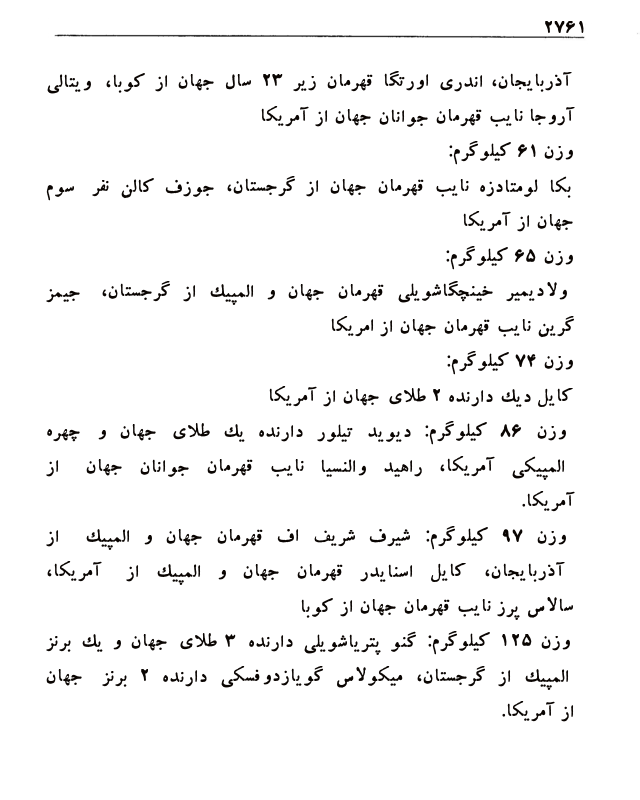 ۲۷۶۱
آذربایجان، اندری اورتگا قهرمان زیر ۲۳ سال جهان از کوبا، ویتالی
آروجا نایب قهرمان جوانان جهان از آمریکا
وزن ۶۱ کیلوگرم:
بکا لومتادزه نایب قهرمان جهان از گرجستان، جوزف کالن نفر سوم
جهان از آمریکا
وزن ۶۵ کیلوگرم:
ولادیمیر خینچگاشویلی قهرمان جهان و المپیك از گرجستان، جیمز
گرین نایب قهرمان جهان از امریکا
وزن ۷۴ کیلوگرم:
کایل دیك دارنده ۲ طلای جهان از آمریکا
وزن ۸۶ کیلوگرم: دیوید تیلور دارنده یك طلای جهان و چهره
المپیکی آمریکا، راهید والنسیا نایب قهرمان جوانان جهان از
آمریکا.
وزن ۹۷ کیلوگرم: شیرف شریف اف قهرمان جهان و المپیك از
آذربایجان، کایل اسنایدر قهرمان جهان و المپیك از آمریکا،
سالاس پرز نایب قهرمان جهان از کوبا
وزن ۱۲۵ کیلوگرم: گنو پتریاشویلی دارنده ۳ طلای جهان و یك برنز
المپیك از گرجستان، میکولاس گویازدوفسکی دارنده ۲ برنز جهان
از آمریکا.